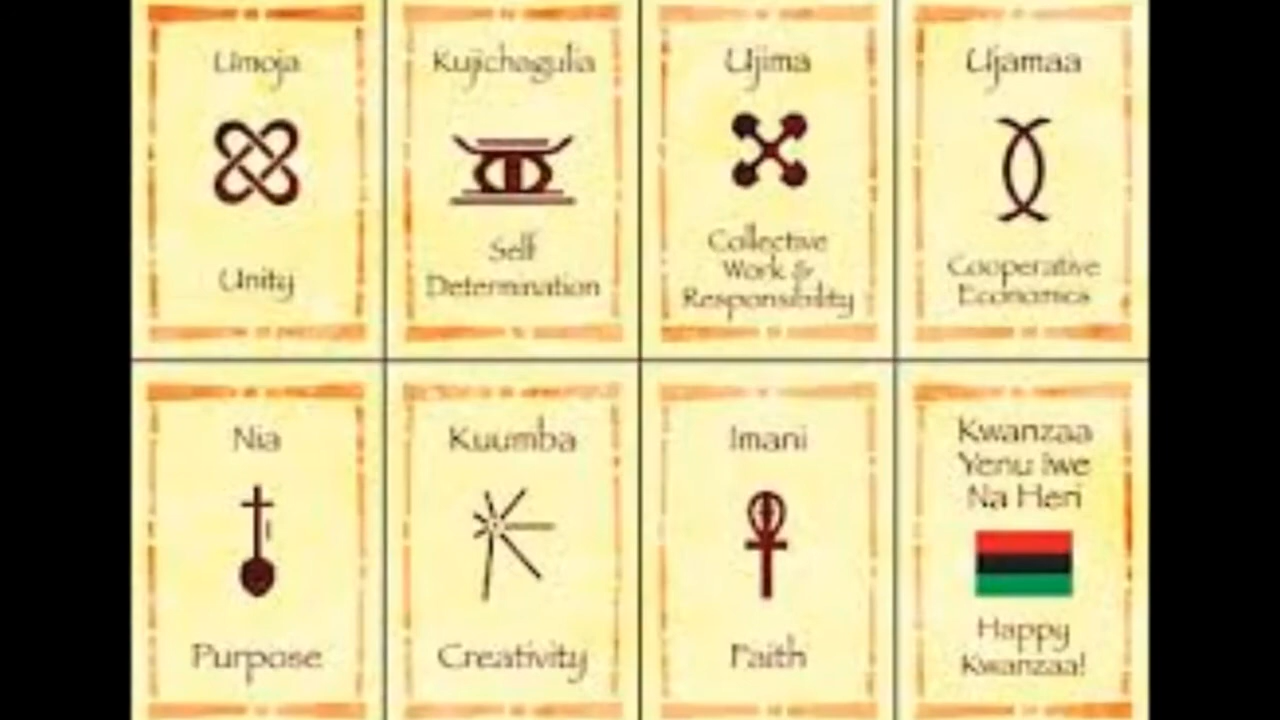 Umoja
Unity
Kujichagulia
Self
Determination
Ujima
Collective
Work &
Responsibility
Ujamaa
Cooperative
Economics
Nia
Purpose
Kuumba
Creativity
Imani
Faith
Kwanzaa
Yenu Iwe
Na Heri
Happy
Kwanzaa!